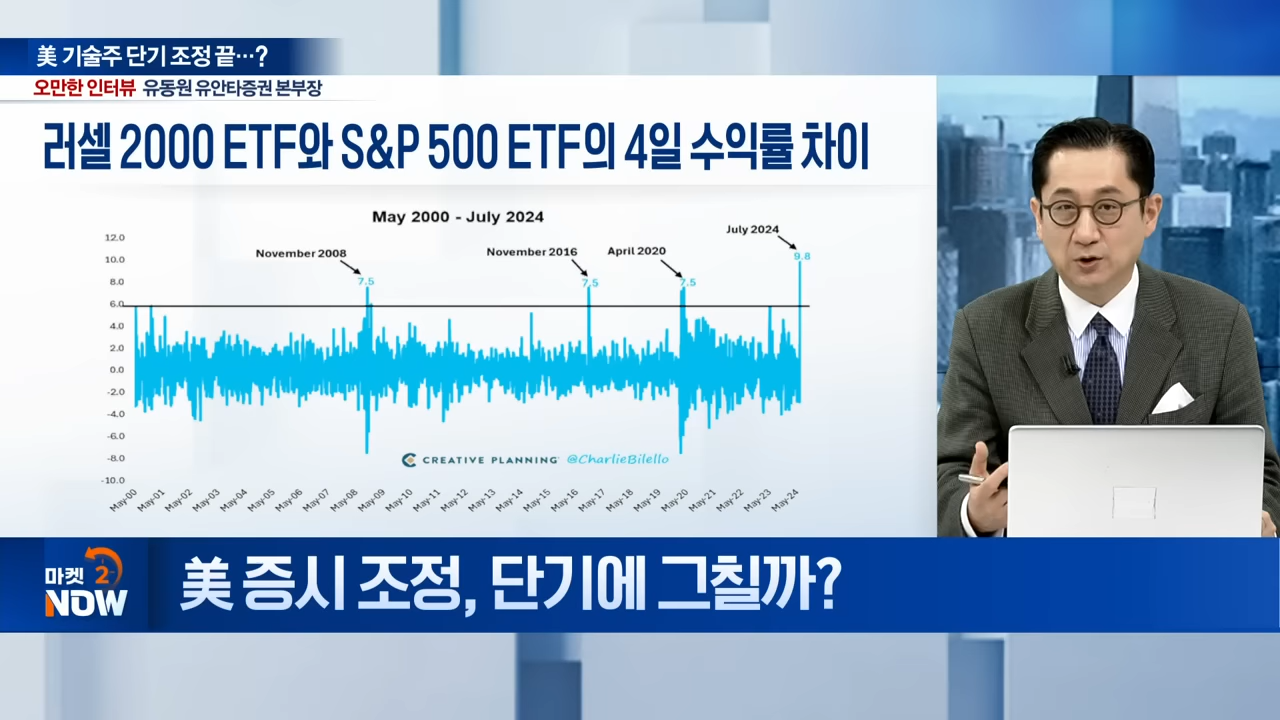 美 기술주 단기 조정 끝…?
오만한 인터뷰 유동원 유안타증권 본부장
러셀 2000 ETF와 S&P 500 ETF의 4일 수익률 차이
May 2000 - July 2024
12.0
10.0
8.0
6.0
4.0
2.0
0.0
-2.0
-4.0
-6.0
-8.0
-10.0
November 2008
7.5
November 2016
7.5
April 2020
7.5
July 2024
9.8
CREATIVE PLANNING @CharlieBilello
May-00 May-01 May-02 May-03 May-04 May-05 May-06 May-07 May-08 May-09 May-10 May-11 May-12 May-13 May-14 May-15 May-16 May-17 May-18 May-19 May-20 May-21 May-22 May-23 May-24
마켓 2
NOW
美 증시 조정, 단기에 그칠까?